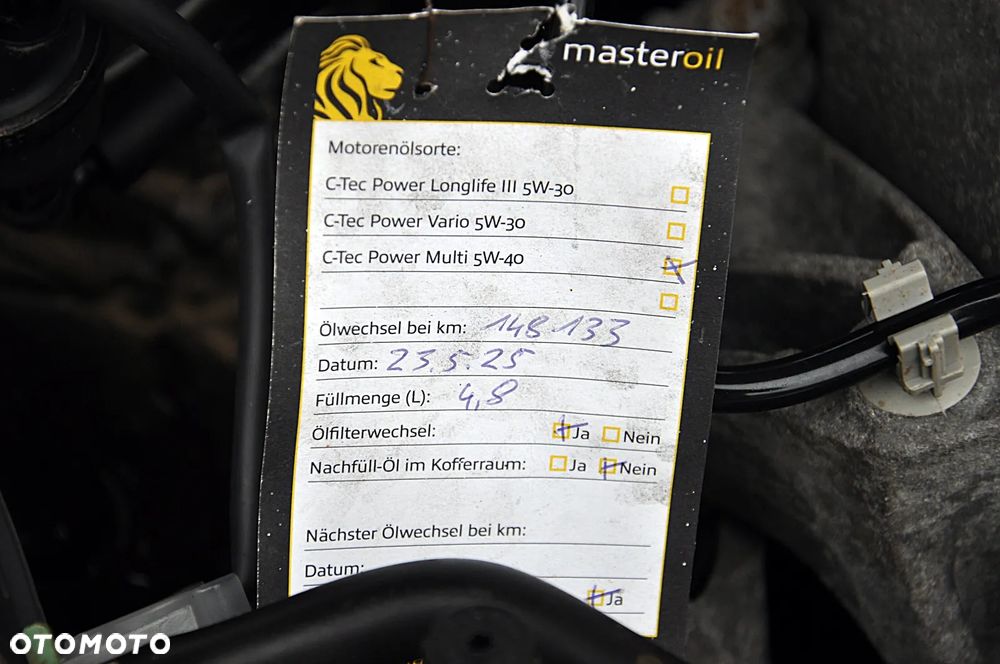 masteroil
Motorenölsorte:
C-Tec Power Longlife III 5W-30
C-Tec Power Vario 5W-30
C-Tec Power Multi 5W-40
Ölwechsel bei km: 148.133
Datum: 23.5.25
Füllmenge (L): 4,8
Ölfilterwechsel: Ja Nein
Nachfüll-Öl im Kofferraum: Ja Nein
Nächster Ölwechsel bei km:
Datum:
Ja
OTOMOTO